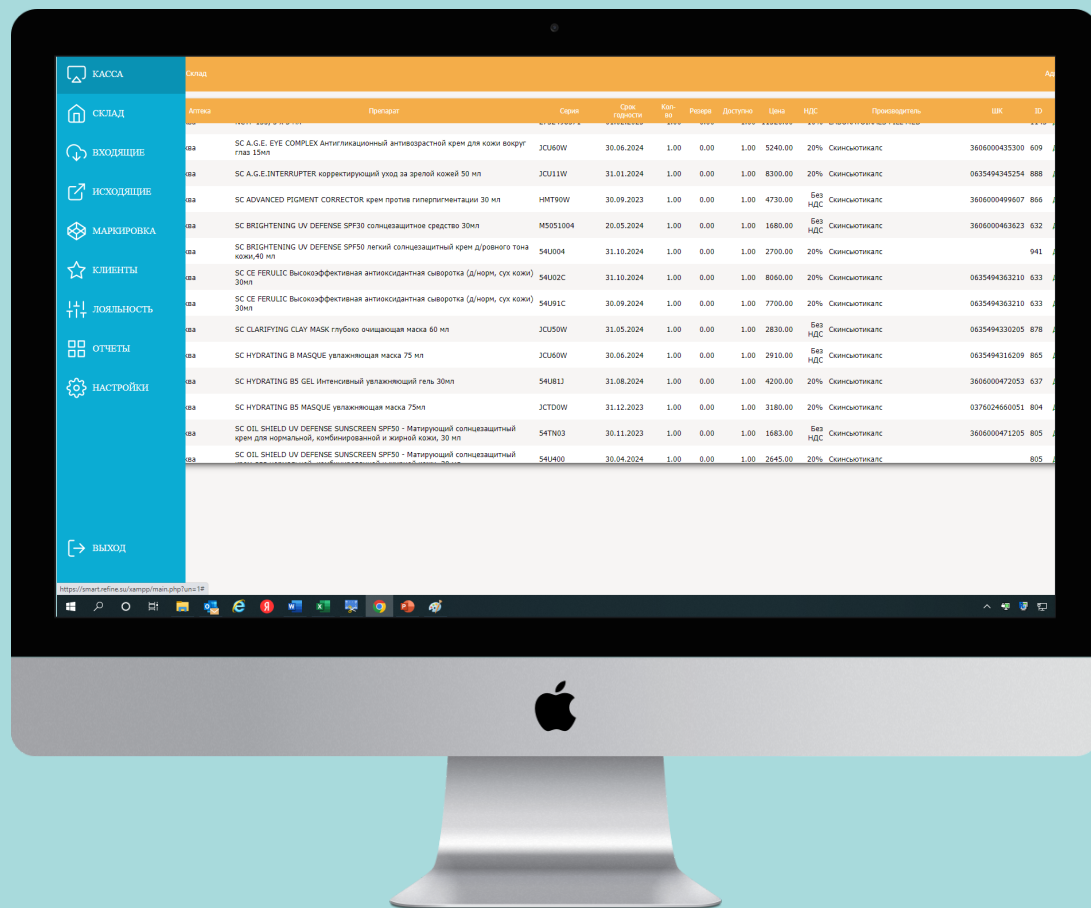 КАССА
СКЛАД
ВХОДЯЩИЕ
ИСХОДЯЩИЕ
МАРКИРОВКА
КЛИЕНТЫ
ЛОЯЛЬНОСТЬ
ОТЧЕТЫ
НАСТРОЙКИ
ВЫХОД
Склад
Аптека Препарат Серия Срок годности Кол-во Резерв Доступно Цена НДС Производитель ШК ID
ква SC A.G.E. EYE COMPLEX Антигликационный антивозрастной крем для кожи вокруг JCU60W 30.06.2024 1.00 0.00 1.00 5240.00 20% Скинсьютикалс 3606000435300 609
глаз 15мл
ква SC A.G.E.INTERRUPTER корректирующий уход за зрелой кожей 50 мл JCU11W 31.01.2024 1.00 0.00 1.00 8300.00 20% Скинсьютикалс 0635494345254 888
ква SC ADVANCED PIGMENT CORRECTOR крем против гиперпигментации 30 мл HMT90W 30.09.2023 1.00 0.00 1.00 4730.00 Без НДС Скинсьютикалс 3606000499607 866
ква SC BRIGHTENING UV DEFENSE SPF30 солнцезащитное средство 30мл M5051004 20.05.2024 1.00 0.00 1.00 1680.00 Без НДС Скинсьютикалс 3606000463623 632
ква SC BRIGHTENING UV DEFENSE SPF50 легкий солнцезащитный крем д/ровного тона 54U004 31.10.2024 1.00 0.00 1.00 2700.00 20% Скинсьютикалс 941
кожи,40 мл
ква SC CE FERULIC Высокоэффективная антиоксидантная сыворотка (д/норм, сух кожи) 54U02C 31.10.2024 1.00 0.00 1.00 8060.00 20% Скинсьютикалс 0635494363210 633
30мл
ква SC CE FERULIC Высокоэффективная антиоксидантная сыворотка (д/норм, сух кожи) 54U91C 30.09.2024 1.00 0.00 1.00 7700.00 20% Скинсьютикалс 0635494363210 633
30мл
ква SC CLARIFYING CLAY MASK глубоко очищающая маска 60 мл JCU50W 31.05.2024 1.00 0.00 1.00 2830.00 Без НДС Скинсьютикалс 0635494330205 878
ква SC HYDRATING B MASQUE увлажняющая маска 75 мл JCU60W 30.06.2024 1.00 0.00 1.00 2910.00 Без НДС Скинсьютикалс 0635494316209 865
ква SC HYDRATING B5 GEL Интенсивный увлажняющий гель 30мл 54U81J 31.08.2024 1.00 0.00 1.00 4200.00 20% Скинсьютикалс 3606000472053 637
ква SC HYDRATING B5 MASQUE увлажняющая маска 75мл JCTD0W 31.12.2023 1.00 0.00 1.00 3180.00 20% Скинсьютикалс 0376024660051 804
ква SC OIL SHIELD UV DEFENSE SUNSCREEN SPF50 - Матирующий солнцезащитный 54TN03 30.11.2023 1.00 0.00 1.00 1683.00 Без НДС Скинсьютикалс 3606000471205 805
крем для нормальной, комбинированной и жирной кожи, 30 мл
ква SC OIL SHIELD UV DEFENSE SUNSCREEN SPF50 - Матирующий солнцезащитный 54U400 30.04.2024 1.00 0.00 1.00 2645.00 20% Скинсьютикалс 805
https://smart.refine.su/xampp/main.php?un=1#